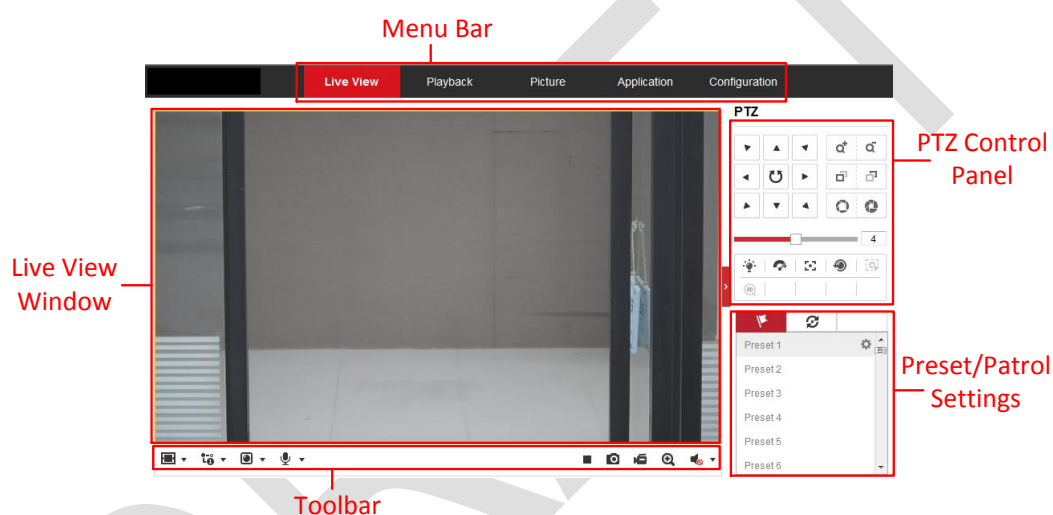 Menu Bar
Live View Playback Picture Application Configuration
PTZ
PTZ Control
Panel
4
Live View
Window
3D
Preset 1
Preset 2
Preset 3
Preset 4
Preset 5
Preset 6
Preset/Patrol
Settings
Toolbar